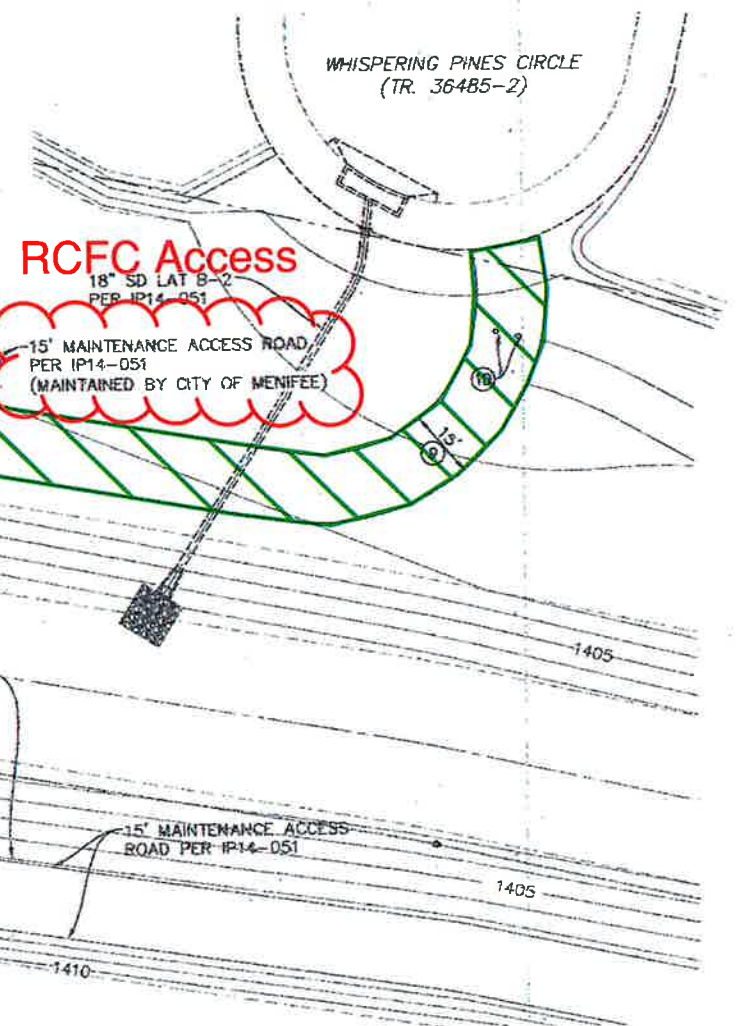 WHISPERING PINES CIRCLE
(TR. 36485-2)
RCFC Access
18" SD LAT B-2
PER IP14-051
15' MAINTENANCE ACCESS ROAD
PER IP14-051
(MAINTAINED BY CITY OF MENIFEE)
10
15'
9
1405
15' MAINTENANCE ACCESS
ROAD PER IP14-051
1405
1410